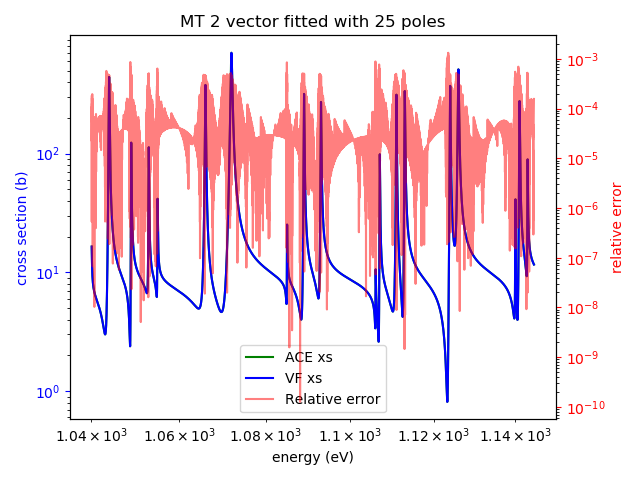 MT 2 vector fitted with 25 poles
cross section (b)
10²
10¹
10⁰
10⁻³
10⁻⁴
10⁻⁵
10⁻⁶
10⁻⁷
10⁻⁸
10⁻⁹
10⁻¹⁰
relative error
ACE xs
VF xs
Relative error
1.04 × 10³ 1.06 × 10³ 1.08 × 10³ 1.1 × 10³ 1.12 × 10³ 1.14 × 10³
energy (eV)